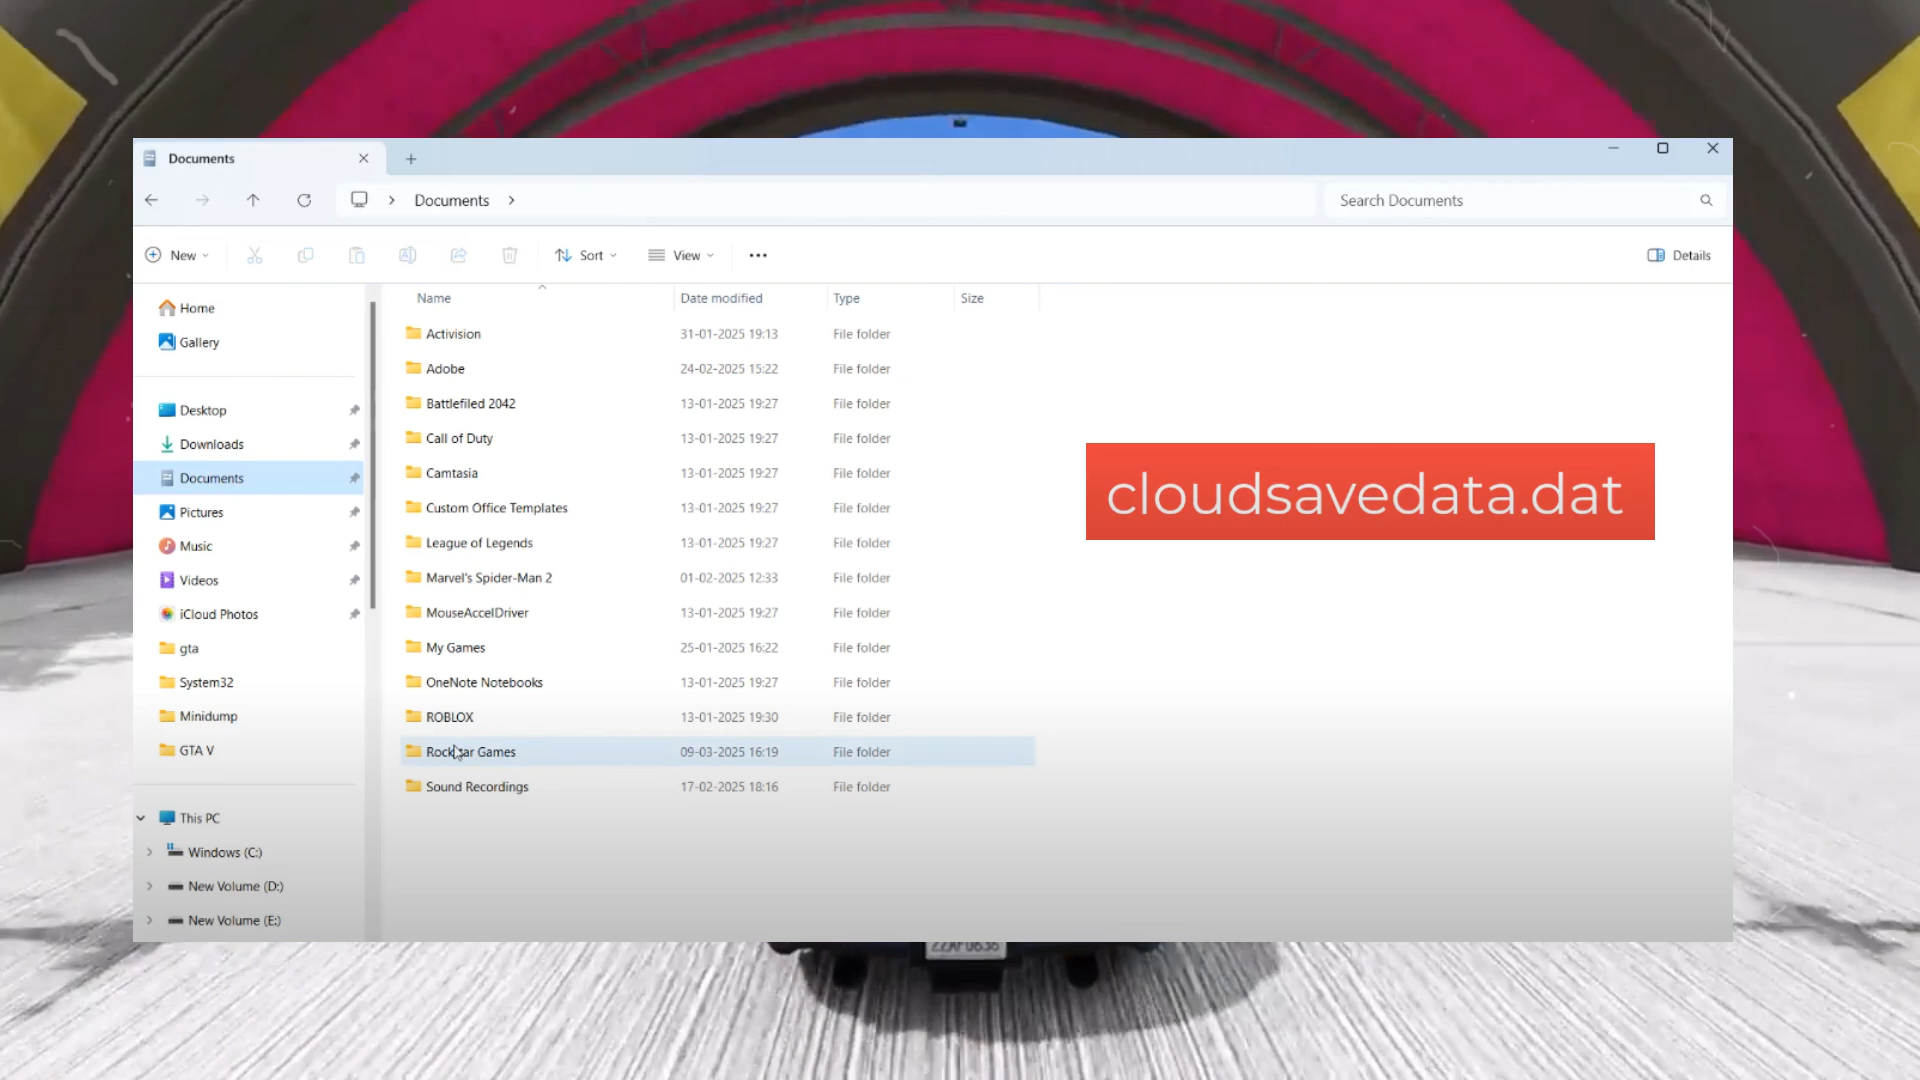 Documents
Documents
Search Documents
New
Sort
View
Details
Home
Gallery
Desktop
Downloads
Documents
Pictures
Music
Videos
iCloud Photos
gta
System32
Minidump
GTA V
This PC
Windows (C:)
New Volume (D:)
New Volume (E:)
Name Date modified Type Size
Activision 31-01-2025 19:13 File folder
Adobe 24-02-2025 15:22 File folder
Battlefiled 2042 13-01-2025 19:27 File folder
Call of Duty 13-01-2025 19:27 File folder
Camtasia 13-01-2025 19:27 File folder
Custom Office Templates 13-01-2025 19:27 File folder
League of Legends 13-01-2025 19:27 File folder
Marvel's Spider-Man 2 01-02-2025 12:33 File folder
MouseAccelDriver 13-01-2025 19:27 File folder
My Games 25-01-2025 16:22 File folder
OneNote Notebooks 13-01-2025 19:27 File folder
ROBLOX 13-01-2025 19:30 File folder
Rockstar Games 09-03-2025 16:19 File folder
Sound Recordings 17-02-2025 18:16 File folder
cloudsavedata.dat